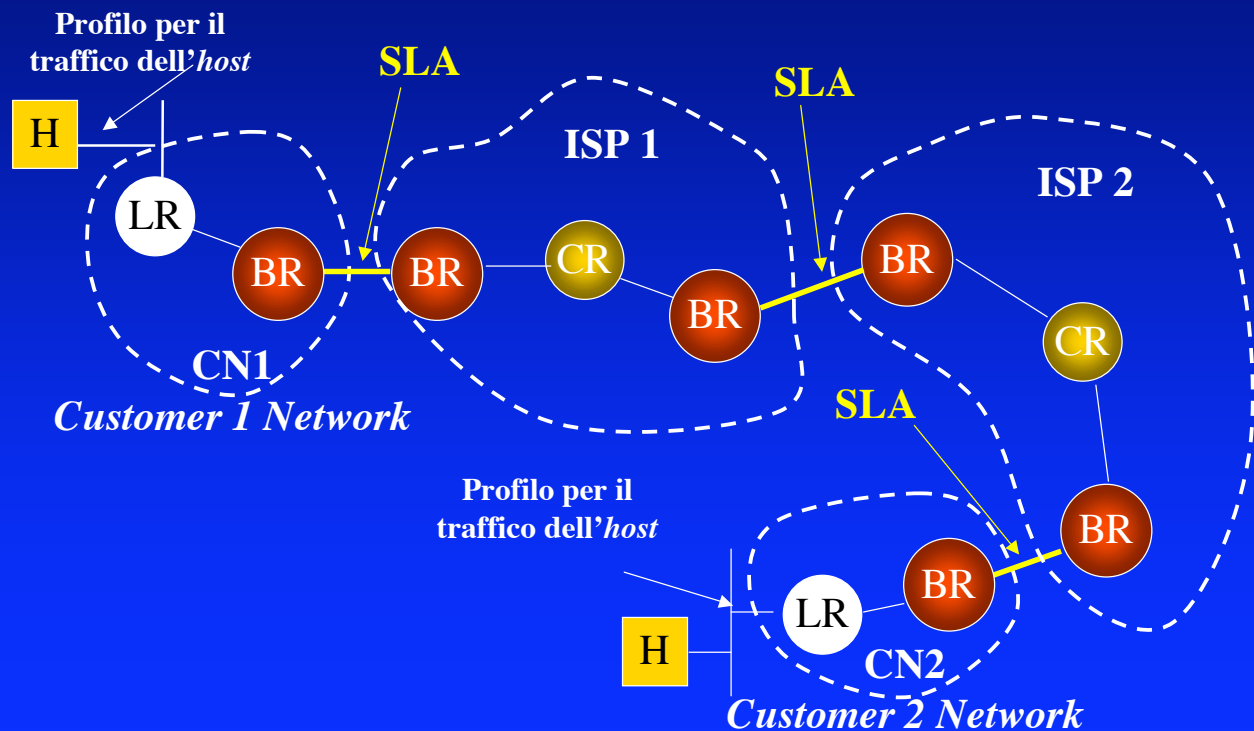 Profilo per il
traffico dell'host
SLA
SLA
H
ISP 1
ISP 2
LR
BR
BR
CR
BR
BR
CR
CN1
Customer 1 Network
SLA
Profilo per il
traffico dell'host
BR
BR
LR
H
CN2
Customer 2 Network